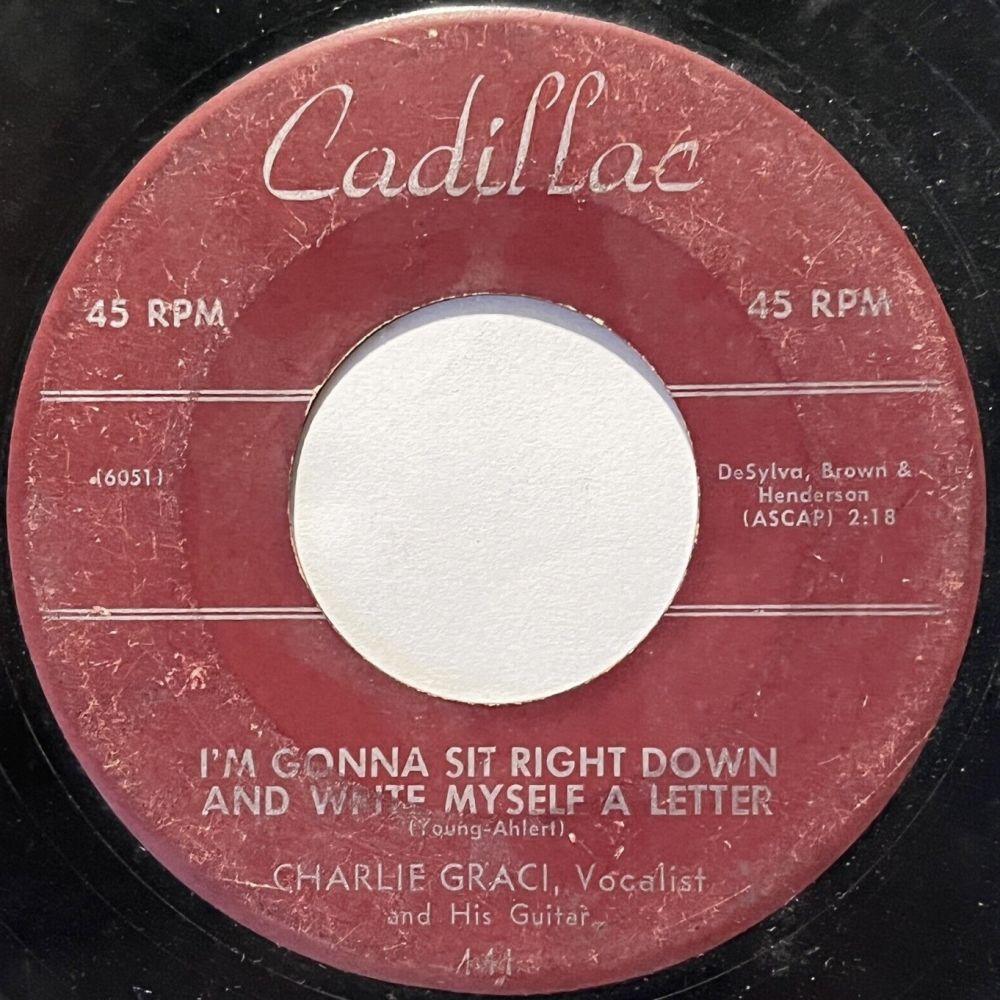 Cadillac
45 RPM
45 RPM
(6051)
DeSylva, Brown &
Henderson
(ASCAP) 2:18
I'M GONNA SIT RIGHT DOWN
AND WRITE MYSELF A LETTER
(Young-Ahlert)
CHARLIE GRACI, Vocalist
and His Guitar
141